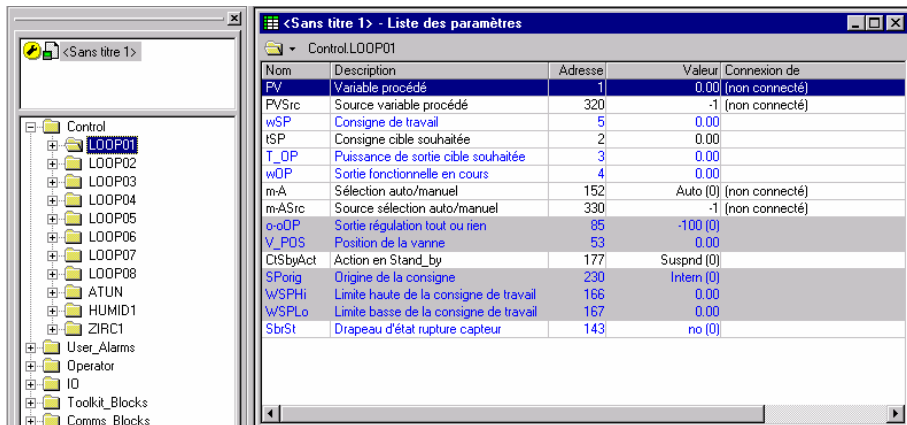 <Sans titre 1>
Control
LOOP01
LOOP02
LOOP03
LOOP04
LOOP05
LOOP06
LOOP07
LOOP08
ATUN
HUMID1
ZIRC1
User_Alarms
Operator
IO
Toolkit_Blocks
Comms_Blocks
<Sans titre 1> - Liste des paramètres
Control.LOOP01
Nom Description Adresse Valeur Connexion de
PV Variable procédé 1 0.00 (non connecté)
PVSrc Source variable procédé 320 -1 (non connecté)
wSP Consigne de travail 5 0.00
tSP Consigne cible souhaitée 2 0.00
T_OP Puissance de sortie cible souhaitée 3 0.00
wOP Sortie fonctionnelle en cours 4 0.00
m-A Sélection auto/manuel 152 Auto (0) (non connecté)
m-ASrc Source sélection auto/manuel 330 -1 (non connecté)
o-oOP Sortie régulation tout ou rien 85 -100 (0)
V_POS Position de la vanne 53 0.00
CtSbyAct Action en Stand_by 177 Suspnd (0)
SPorig Origine de la consigne 230 Intern (0)
WSPHi Limite haute de la consigne de travail 166 0.00
WSPLo Limite basse de la consigne de travail 167 0.00
SbrSt Drapeau d'état rupture capteur 143 no (0)